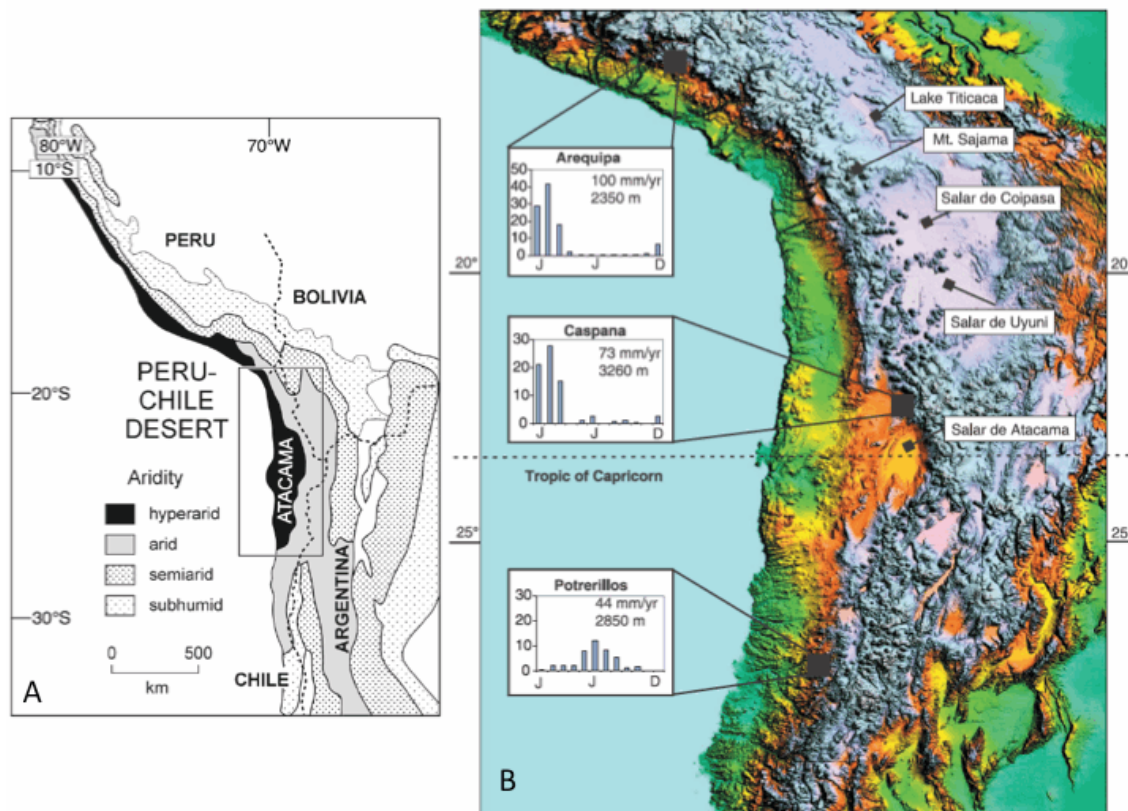 80°W
10°S
70°W
PERU
BOLIVIA
20°S
PERU-
CHILE
DESERT
Aridity
hyperarid
arid
semiarid
subhumid
ATACAMA
ARGENTINA
30°S
0 500
km
CHILE
A
Lake Titicaca
Mt. Sajama
Arequipa
50
40
30
20
10
0
100 mm/yr
2350 m
J J D
Salar de Coipasa
20°
20°
Salar de Uyuni
Caspana
30
20
10
0
73 mm/yr
3260 m
J J D
Salar de Atacama
Tropic of Capricorn
25°
25°
Potrerillos
30
20
10
0
44 mm/yr
2850 m
J J D
B